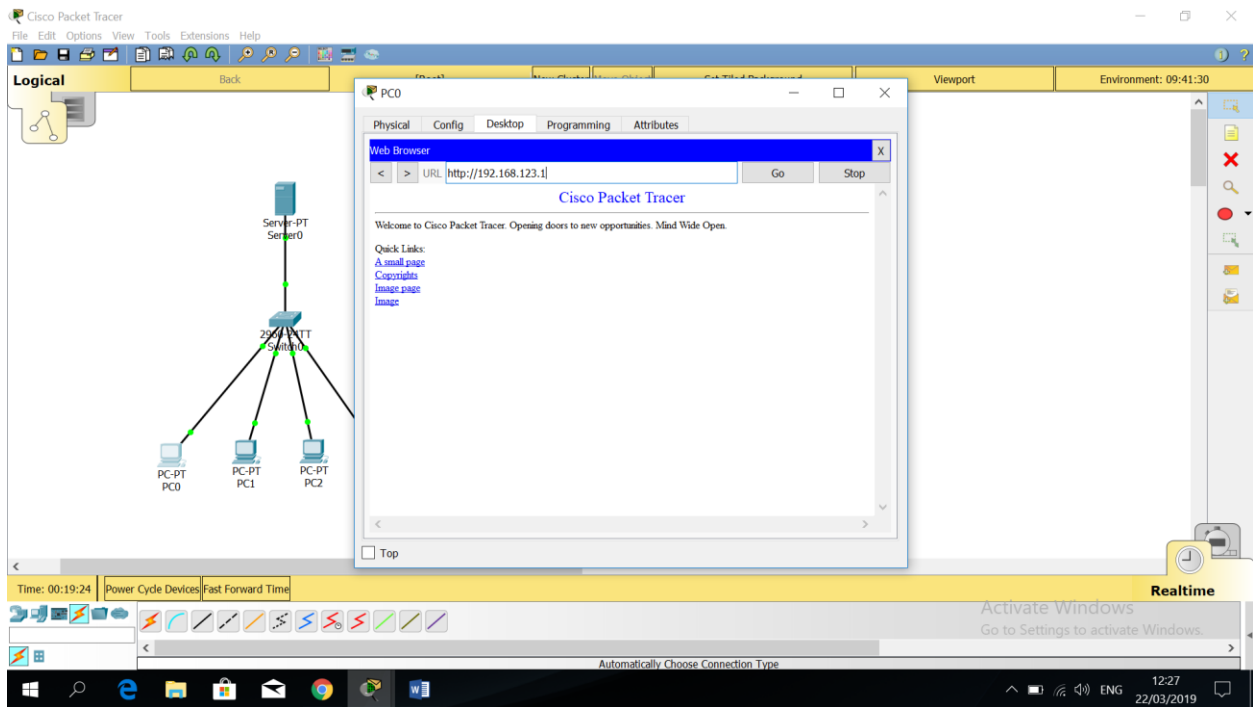 Cisco Packet Tracer
File Edit Options View Tools Extensions Help
Logical
Back
Viewport
Environment: 09:41:30
PC0
Physical Config Desktop Programming Attributes
Web Browser
X
< > URL http://192.168.123.1 Go Stop
Cisco Packet Tracer
Welcome to Cisco Packet Tracer. Opening doors to new opportunities. Mind Wide Open.
Quick Links:
A small page
Copyrights
Image page
Image
Top
Server-PT
Server0
2960-24TT
Switch0
PC-PT
PC0
PC-PT
PC1
PC-PT
PC2
Time: 00:19:24 Power Cycle Devices Fast Forward Time
Realtime
Activate Windows
Go to Settings to activate Windows.
Automatically Choose Connection Type
ENG
12:27
22/03/2019